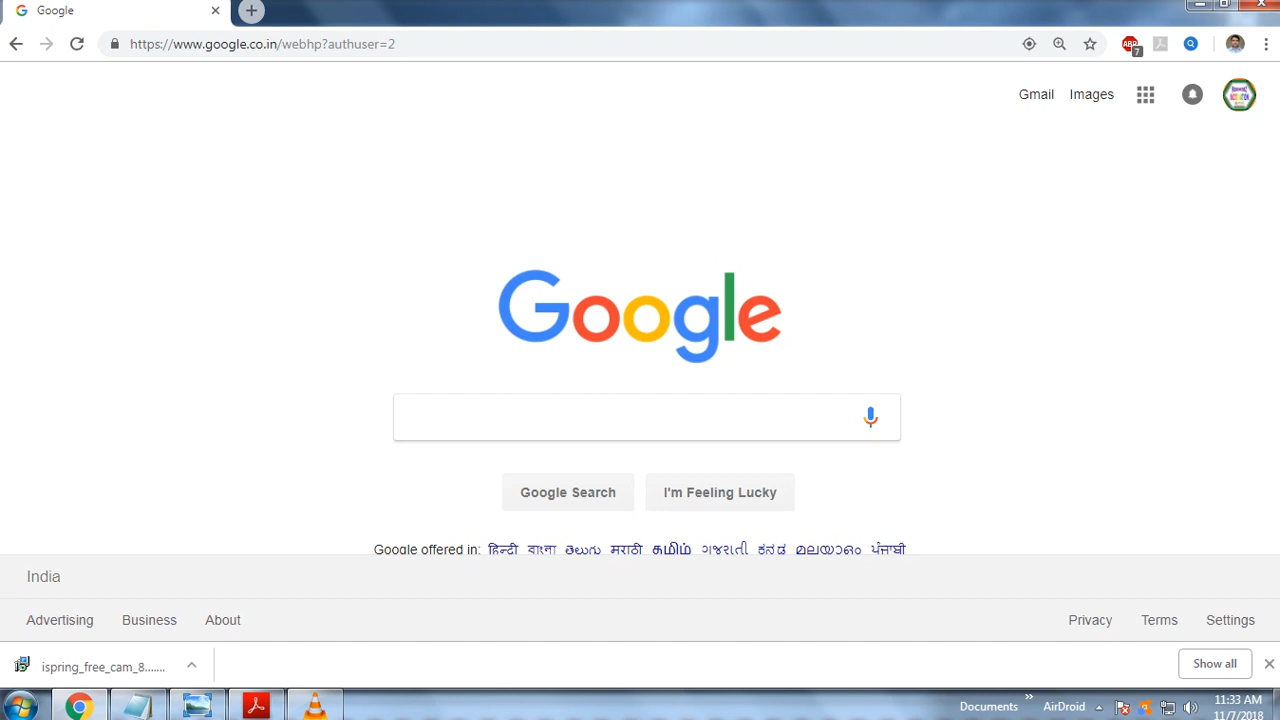 Google
https://www.google.co.in/webhp?authuser=2
ABP
7
Gmail Images
Google
Google Search I'm Feeling Lucky
Google offered in: हिन्दी বাংলা తెలుగు मराठी தமிழ் ગુજરાતી ಕನ್ನಡ മലയാളം ਪੰਜਾਬੀ
India
Advertising Business About Privacy Terms Settings
ispring_free_cam_8....... Show all
Documents » AirDroid 11:33 AM
11/7/2018